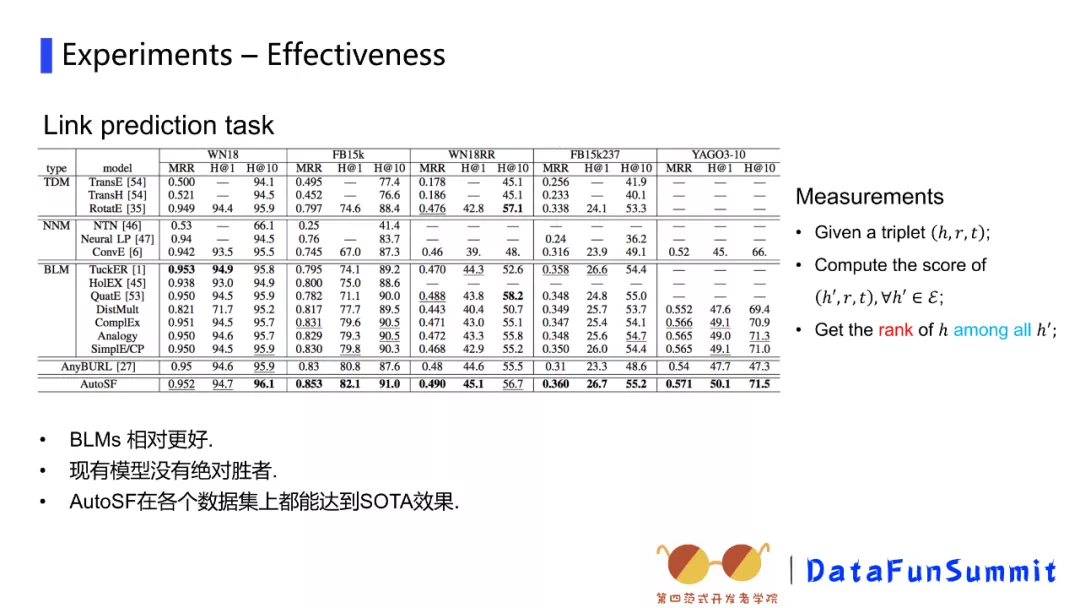 Experiments – Effectiveness
Link prediction task
WN18 FB15k WN18RR FB15k237 YAGO3-10
type model MRR H@1 H@10 MRR H@1 H@10 MRR H@1 H@10 MRR H@1 H@10 MRR H@1 H@10
TDM TransE [54] 0.500 — 94.1 0.495 — 77.4 0.178 — 45.1 0.256 — 41.9 — — —
TransH [54] 0.521 — 94.5 0.452 — 76.6 0.186 — 45.1 0.233 — 40.1 — — —
RotatE [35] 0.949 94.4 95.9 0.797 74.6 88.4 0.476 42.8 57.1 0.338 24.1 53.3 — — —
NNM NTN [46] 0.53 — 66.1 0.25 — 41.4 — — — — — — — — —
Neural LP [47] 0.94 — 94.5 0.76 — 83.7 — — — 0.24 — 36.2 — — —
ConvE [6] 0.942 93.5 95.5 0.745 67.0 87.3 0.46 39. 48. 0.316 23.9 49.1 0.52 45. 66.
BLM TuckER [1] 0.953 94.9 95.8 0.795 74.1 89.2 0.470 44.3 52.6 0.358 26.6 54.4 — — —
HolEX [45] 0.938 93.0 94.9 0.800 75.0 88.6 — — — — — — — — —
QuatE [53] 0.950 94.5 95.9 0.782 71.1 90.0 0.488 43.8 58.2 0.348 24.8 55.0 — — —
DistMult 0.821 71.7 95.2 0.817 77.7 89.5 0.443 40.4 50.7 0.349 25.7 53.7 0.552 47.6 69.4
ComplEx 0.951 94.5 95.7 0.831 79.6 90.5 0.471 43.0 55.1 0.347 25.4 54.1 0.566 49.1 70.9
Analogy 0.950 94.6 95.7 0.829 79.3 90.5 0.472 43.3 55.8 0.348 25.6 54.7 0.565 49.0 71.3
SimplE/CP 0.950 94.5 95.9 0.830 79.8 90.3 0.468 42.9 55.2 0.350 26.0 54.4 0.565 49.1 71.0
AnyBURL [27] 0.95 94.6 95.9 0.83 80.8 87.6 0.48 44.6 55.5 0.31 23.3 48.6 0.54 47.7 47.3
AutoSF 0.952 94.7 96.1 0.853 82.1 91.0 0.490 45.1 56.7 0.360 26.7 55.2 0.571 50.1 71.5
Measurements
• Given a triplet (h, r, t);
• Compute the score of
(h′, r, t), ∀h′ ∈ ℰ;
• Get the rank of h among all h′;
• BLMs 相对更好.
• 现有模型没有绝对胜者.
• AutoSF在各个数据集上都能达到SOTA效果.
第四范式开发者学院
DataFunSummit